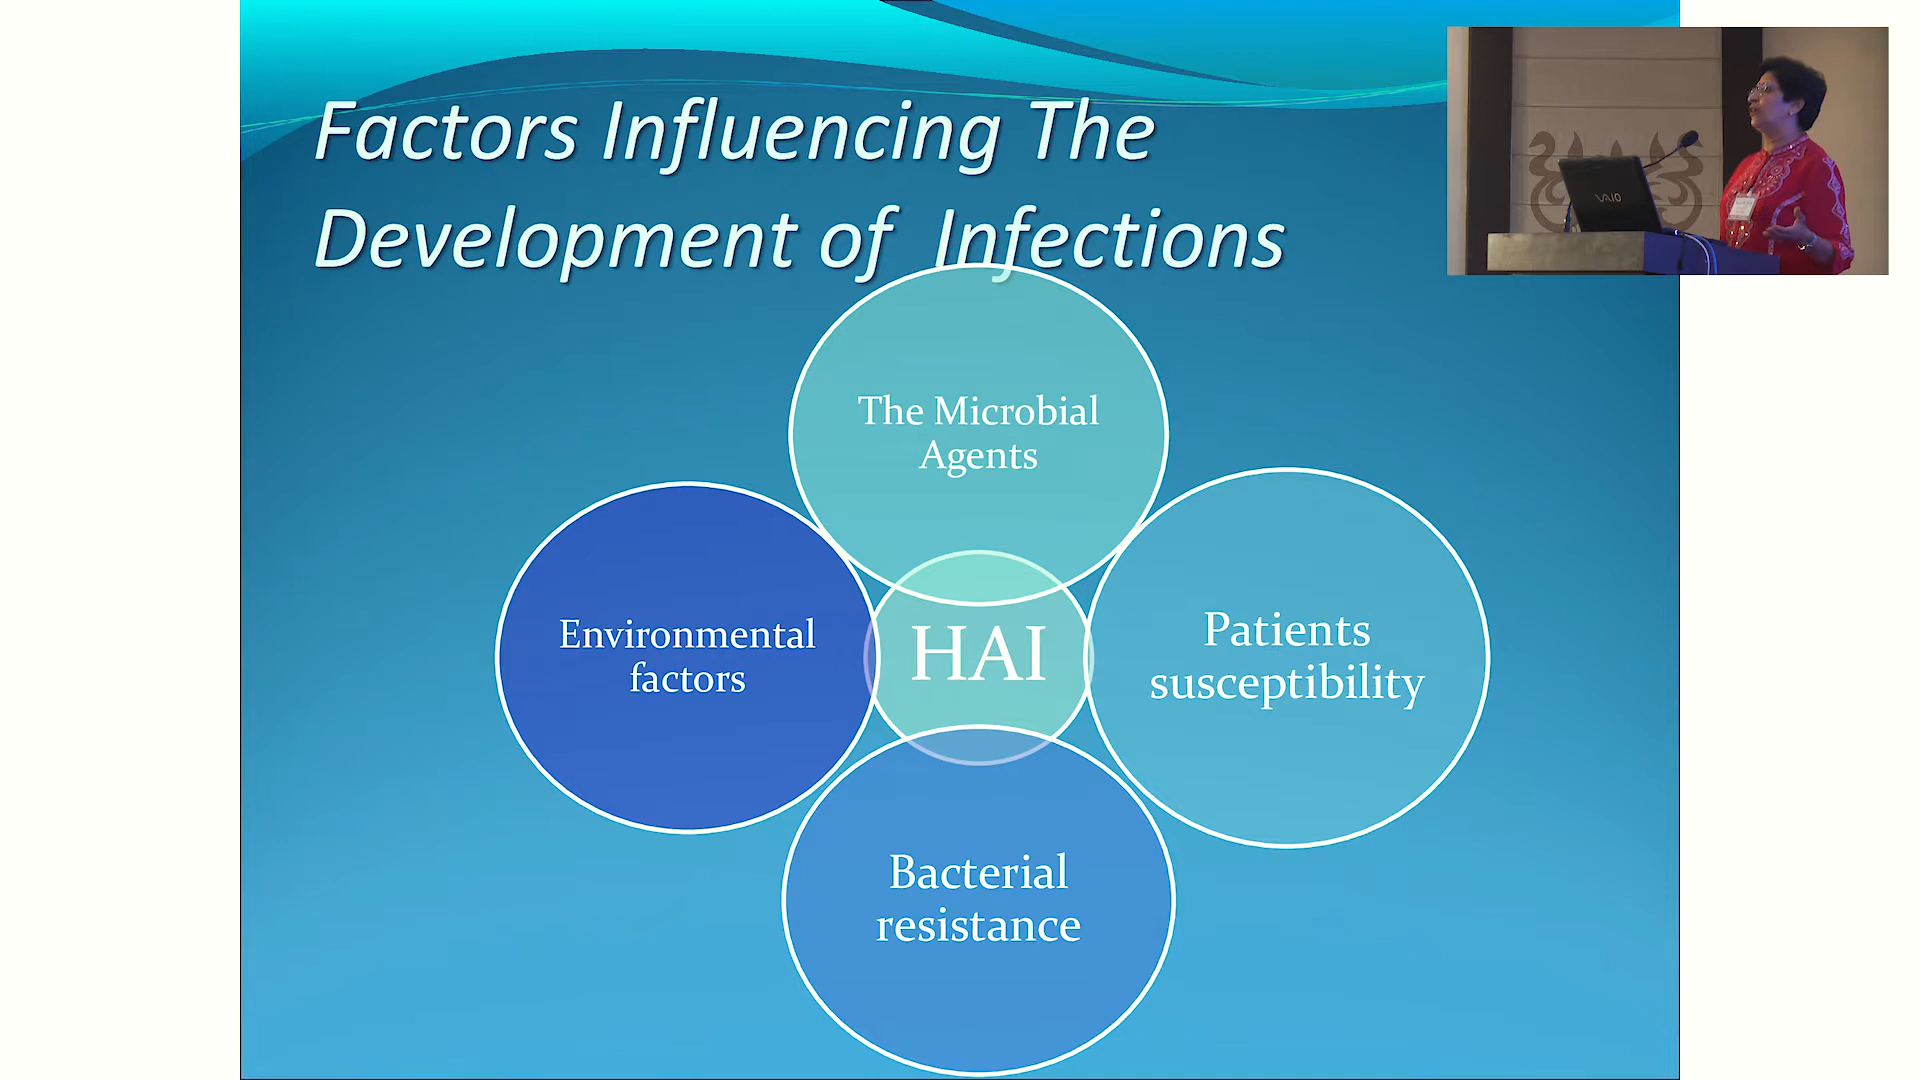 Factors Influencing The
Development of Infections
The Microbial
Agents
Environmental
factors
HAI
Patients
susceptibility
Bacterial
resistance
VAIO